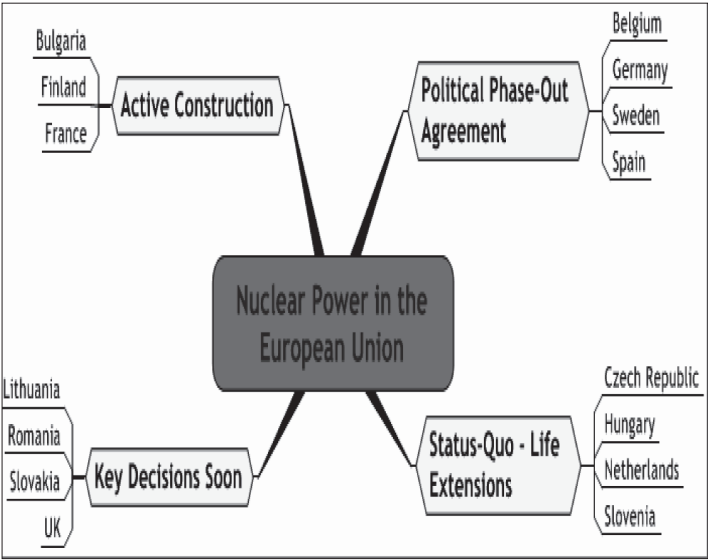 Bulgaria
Finland
France
Active Construction
Political Phase-Out
Agreement
Belgium
Germany
Sweden
Spain
Nuclear Power in the
European Union
Lithuania
Romania
Slovakia
UK
Key Decisions Soon
Status-Quo - Life
Extensions
Czech Republic
Hungary
Netherlands
Slovenia